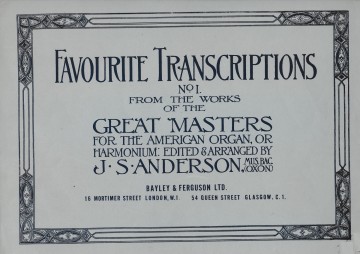 FAVOURITE TRANSCRIPTIONS
NO 1.
FROM THE WORKS
OF THE
GREAT MASTERS
FOR THE AMERICAN ORGAN, OR
HARMONIUM. EDITED & ARRANGED BY
J. S. ANDERSON, MUS. BAC. (OXON)
BAYLEY & FERGUSON LTD.
16 MORTIMER STREET LONDON, W.I. 54 QUEEN STREET GLASGOW, C. I.